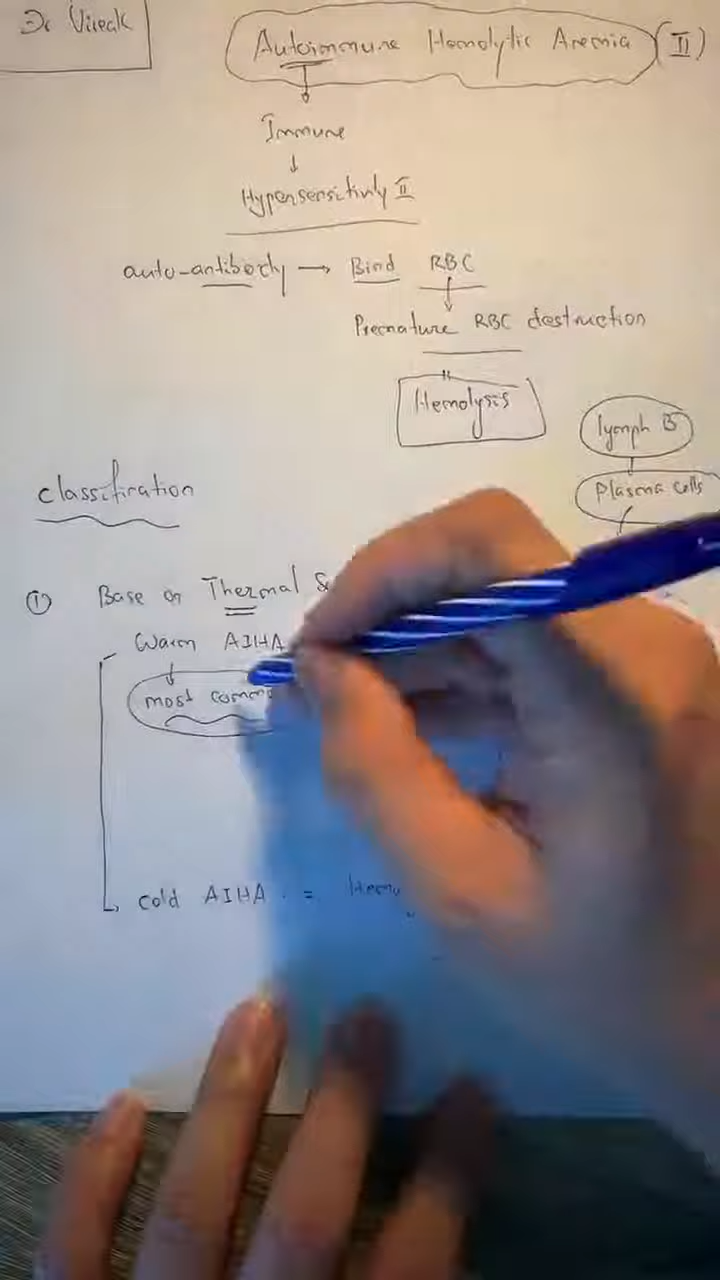 Dr Vireak
Autoimmune Hemolytic Anemia (II)
Immune
Hypersensitivity II
auto-antibody → Bind RBC
Premature RBC destruction
Hemolysis
lymph B
Plasma cells
classification
① Base on Thermal &
Warm AIHA
most
cold AIHA =